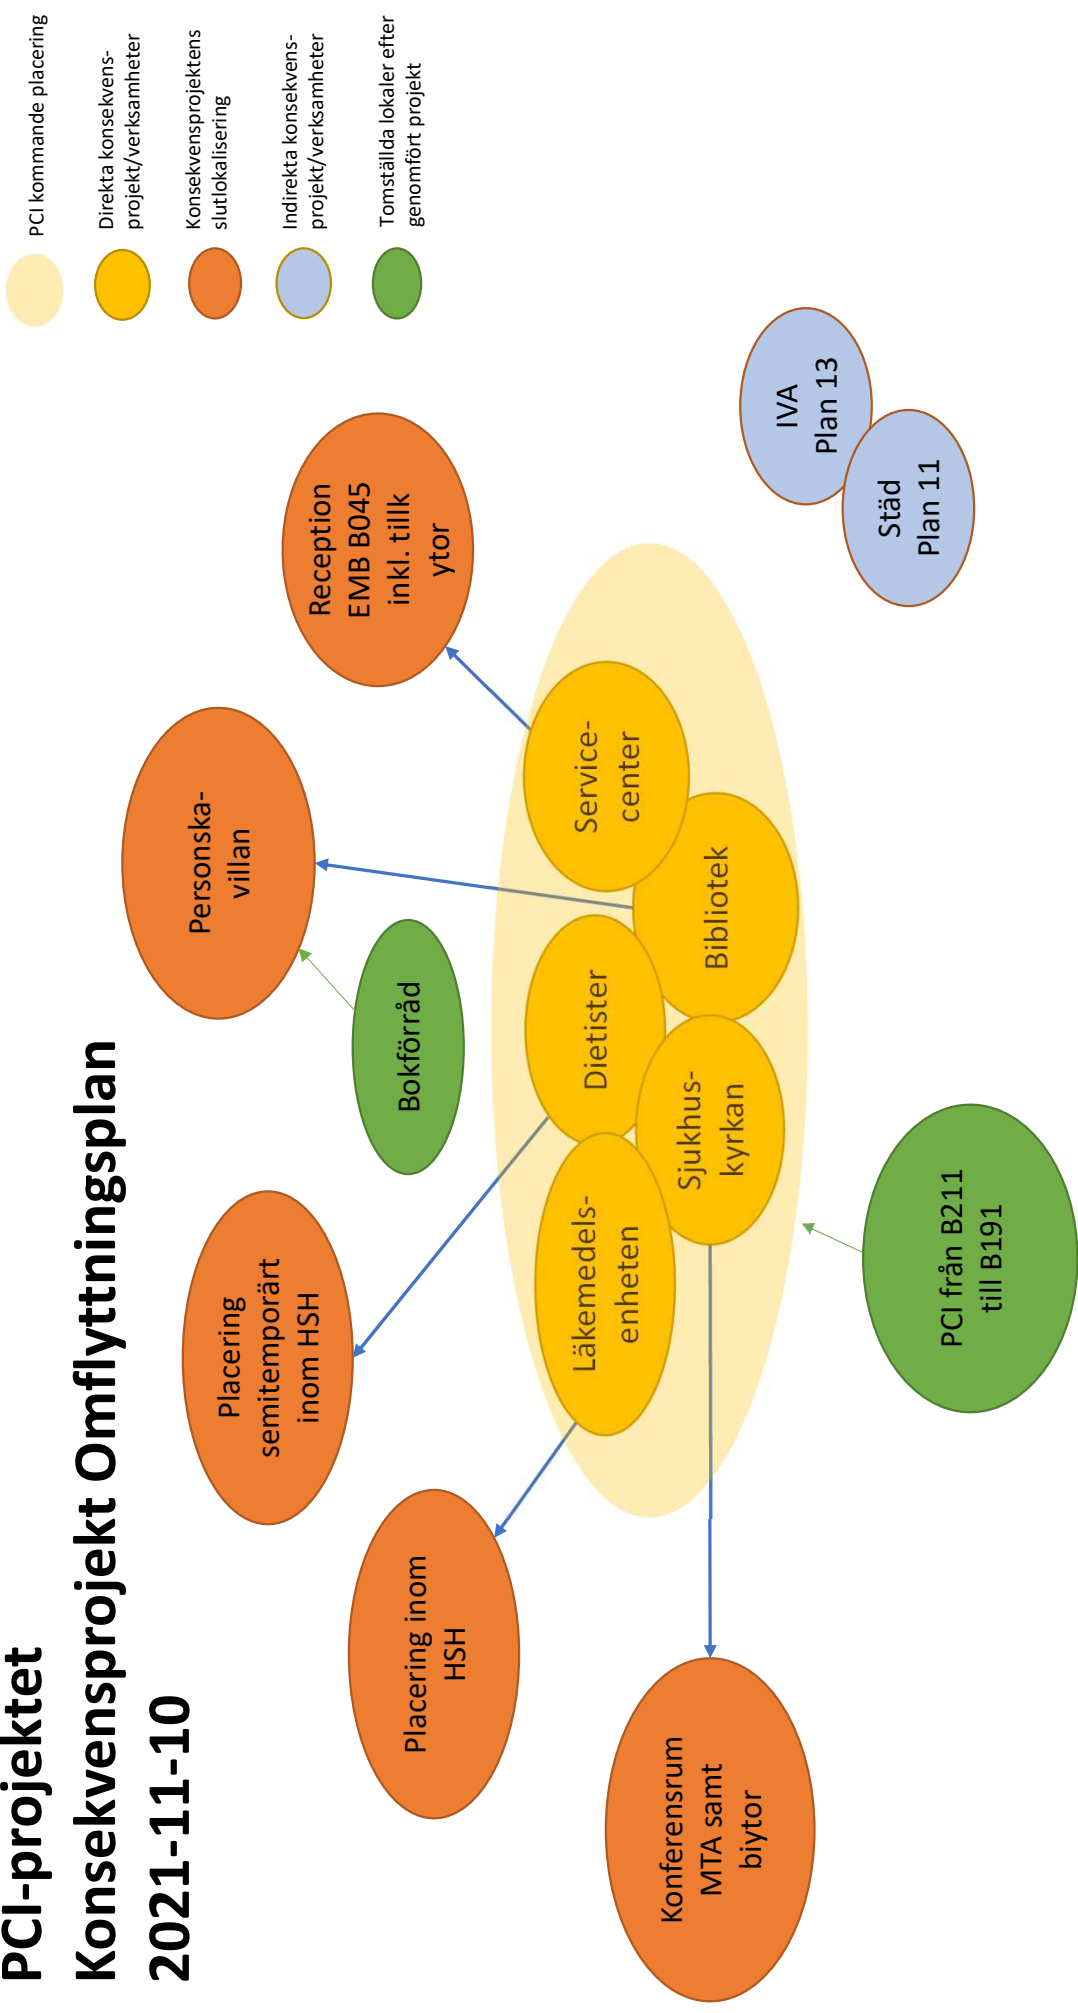 PCI-projektet
Konsekvensprojekt Omflyttningsplan
2021-11-10
PCI kommande placering
Direkta konsekvens-
projekt/verksamheter
Konsekvensprojektens
slutlokalisering
Indirekta konsekvens-
projekt/verksamheter
Tomställda lokaler efter
genomfört projekt
Personska-
villan
Placering
semitemporärt
inom HSH
Reception
EMB B045
inkl. tillk
ytor
Bokförråd
Placering inom
HSH
Läkemedels-
enheten
Dietister
Service-
center
Sjukhus-
kyrkan
Bibliotek
Konferensrum
MTA samt
biytor
IVA
Plan 13
Städ
Plan 11
PCI från B211
till B191